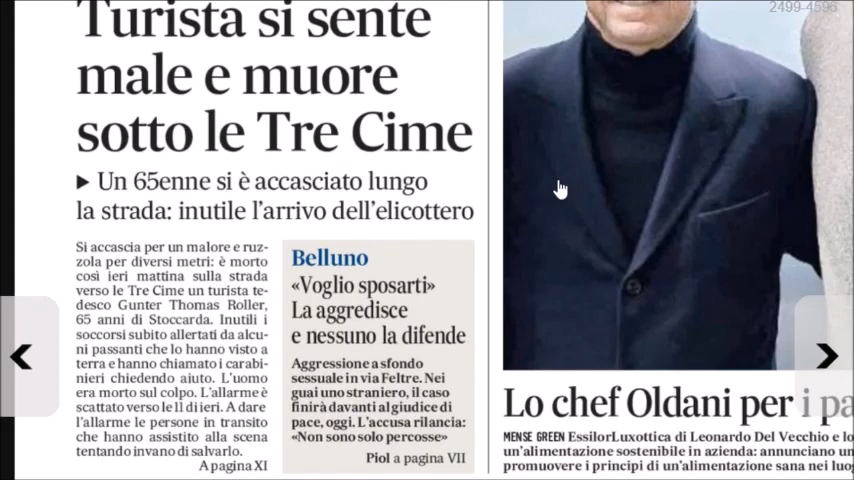 2499-4596
Turista si sente
male e muore
sotto le Tre Cime
▶ Un 65enne si è accasciato lungo
la strada: inutile l'arrivo dell'elicottero
Si accascia per un malore e ruz-
zola per diversi metri: è morto
così ieri mattina sulla strada
verso le Tre Cime un turista te-
desco Gunter Thomas Roller,
65 anni di Stoccarda. Inutili i
soccorsi subito allertati da alcu-
ni passanti che lo hanno visto a
terra e hanno chiamato i carabi-
nieri chiedendo aiuto. L'uomo
era morto sul colpo. L'allarme è
scattato verso le 11 di ieri. A dare
l'allarme le persone in transito
che hanno assistito alla scena
tentando invano di salvarlo.
A pagina XI
Belluno
«Voglio sposarti»
La aggredisce
e nessuno la difende
Aggressione a sfondo
sessuale in via Feltre. Nei
guai uno straniero, il caso
finirà davanti al giudice di
pace, oggi. L'accusa rilancia:
«Non sono solo percosse»
Piol a pagina VII
Lo chef Oldani per i pa
MENSE GREEN EssilorLuxottica di Leonardo Del Vecchio e lo
un'alimentazione sostenibile in azienda: annunciano un
promuovere i principi di un'alimentazione sana nei luog